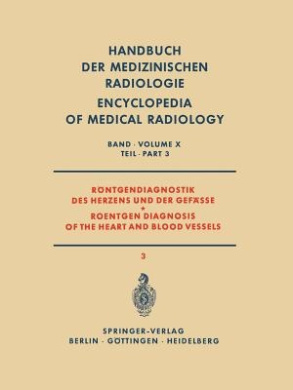 HANDBUCH
DER MEDIZINISCHEN
RADIOLOGIE
ENCYCLOPEDIA
OF MEDICAL RADIOLOGY
BAND · VOLUME X
TEIL · PART 3
RÖNTGENDIAGNOSTIK
DES HERZENS UND DER GEFÄSSE
*
ROENTGEN DIAGNOSIS
OF THE HEART AND BLOOD VESSELS
3
SPRINGER-VERLAG
BERLIN · GÖTTINGEN · HEIDELBERG